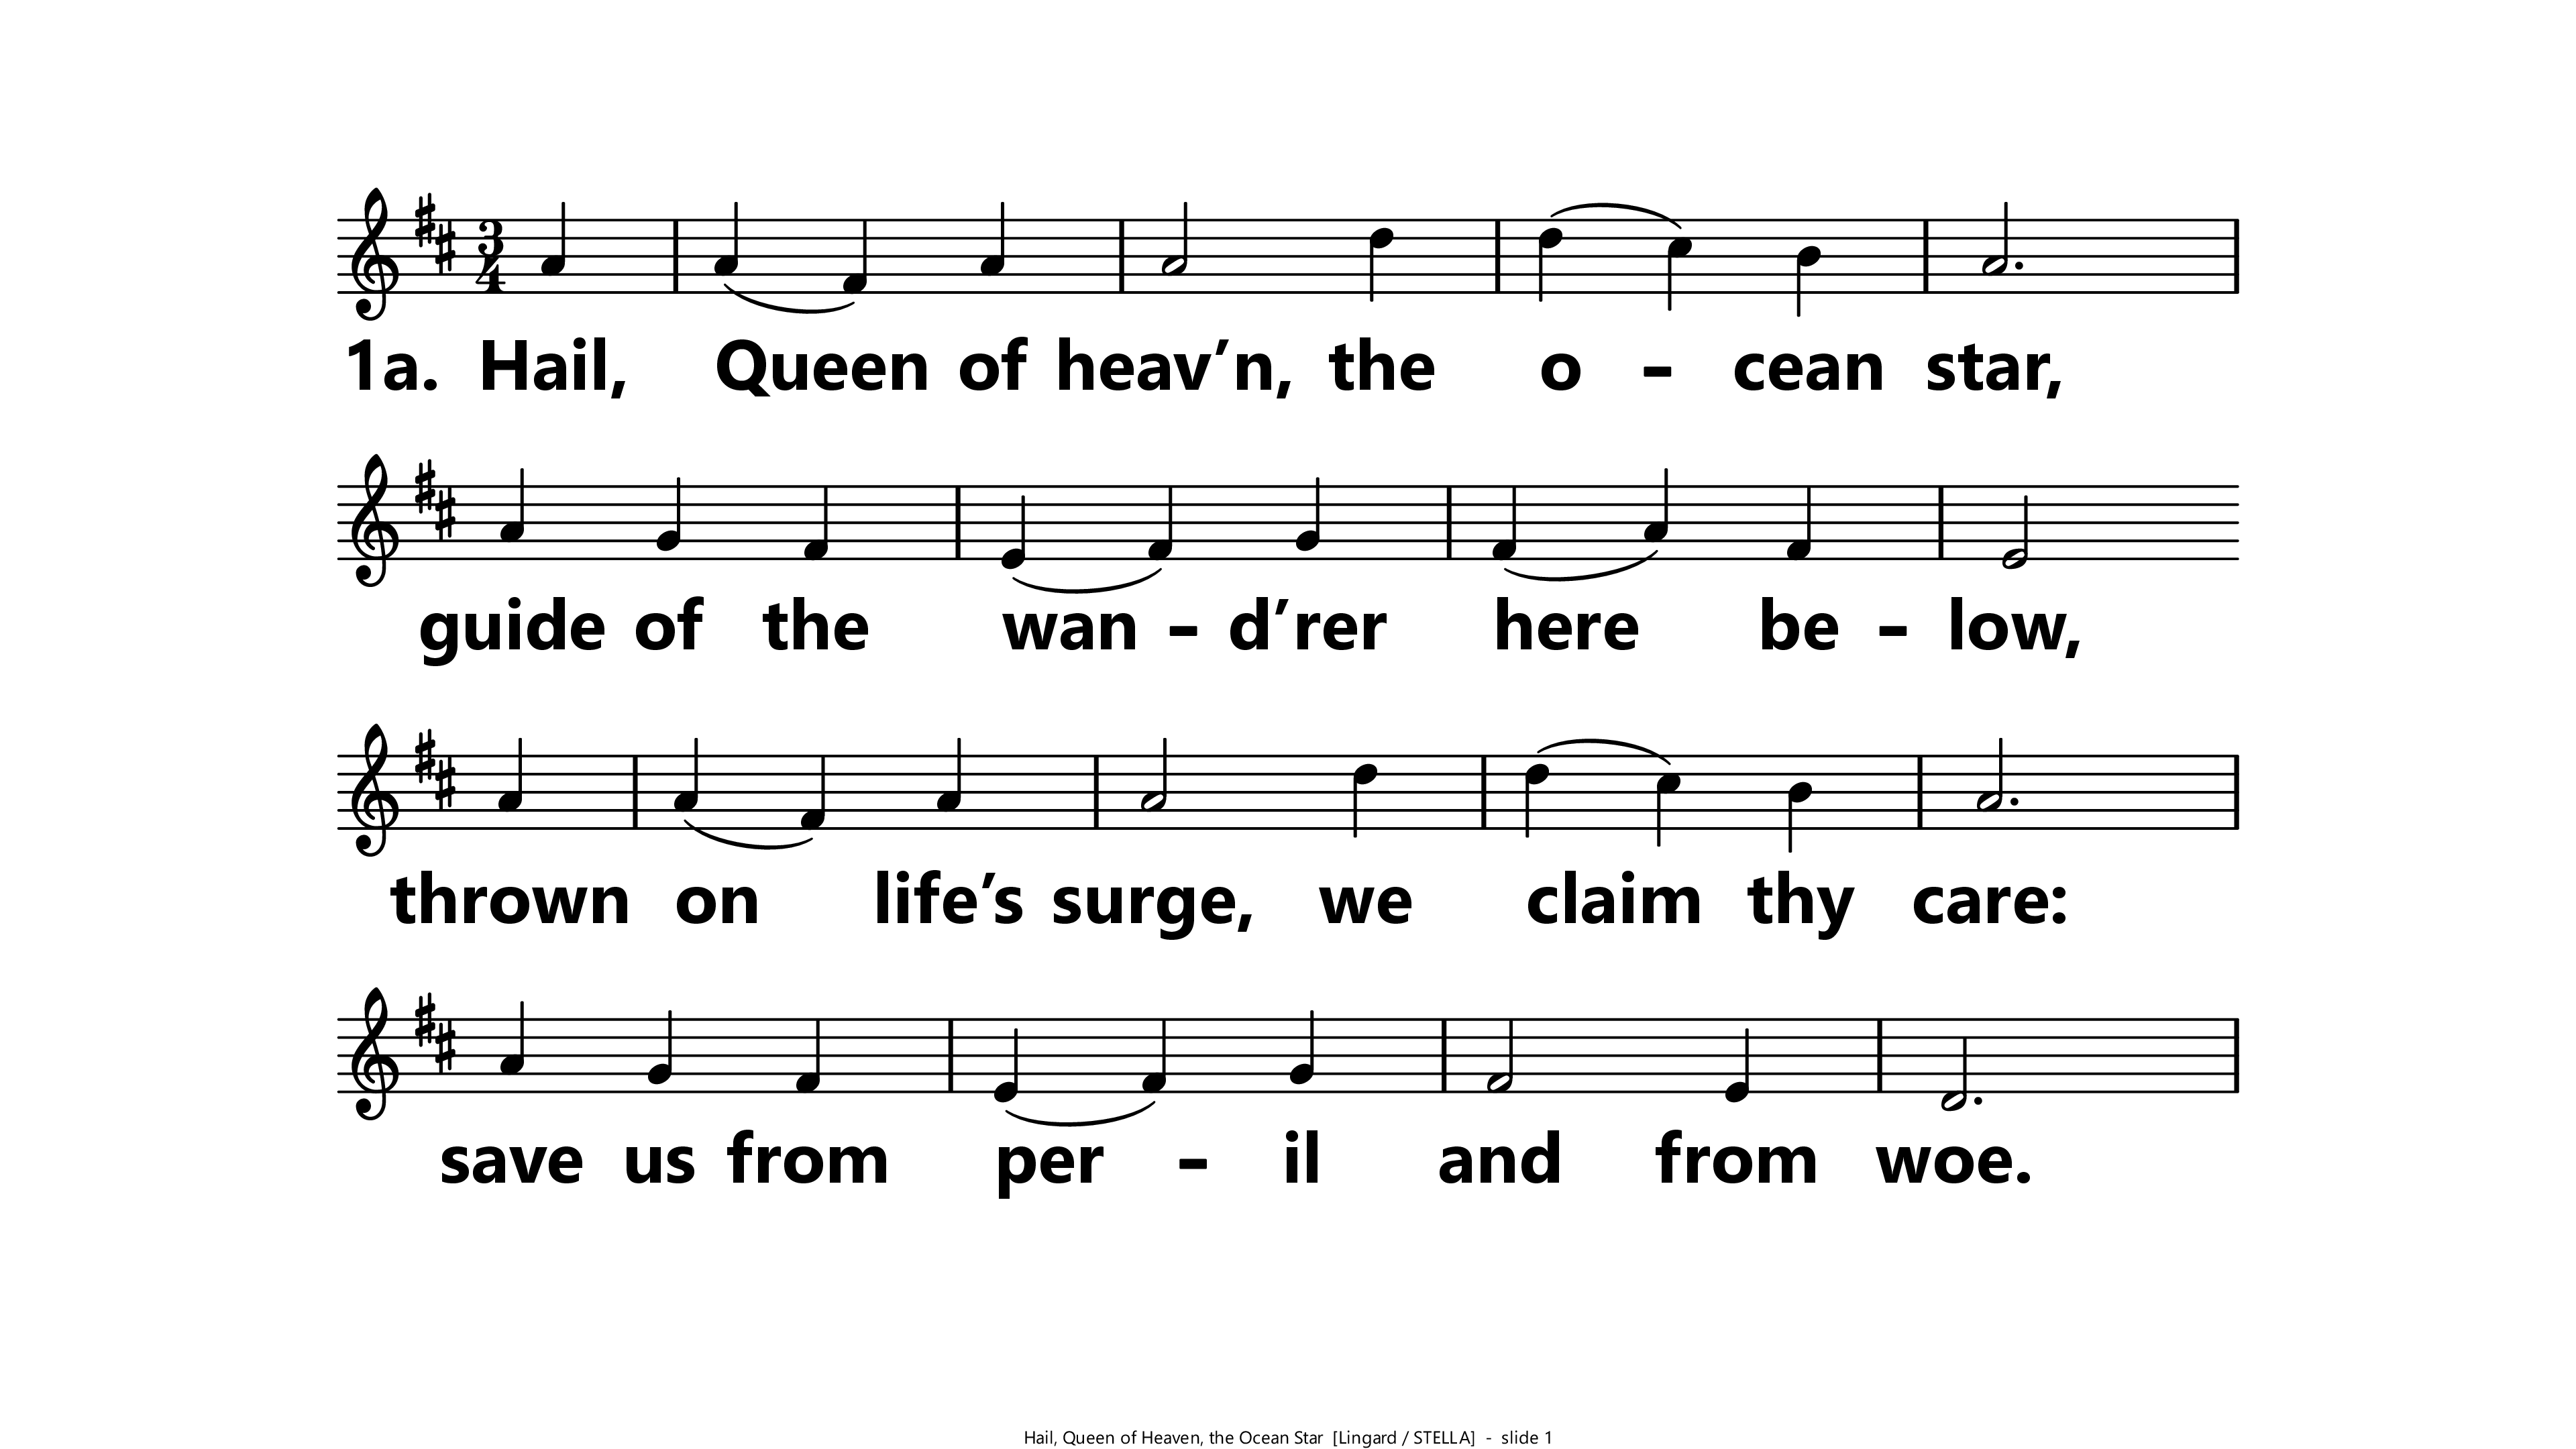 3
4
1a. Hail, Queen of heav’n, the o - cean star,
guide of the wan - d’rer here be - low,
thrown on life’s surge, we claim thy care:
save us from per - il and from woe.
Hail, Queen of Heaven, the Ocean Star [Lingard / STELLA] - slide 1